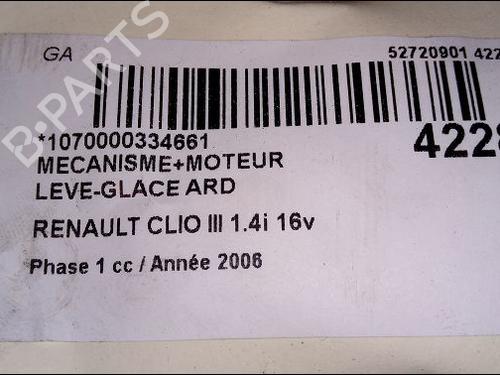 GA
52720901 422
*1070000334661
4228
MECANISME+MOTEUR
LEVE-GLACE ARD
RENAULT CLIO III 1.4i 16v
Phase 1 cc / Année 2006
B-PARTS